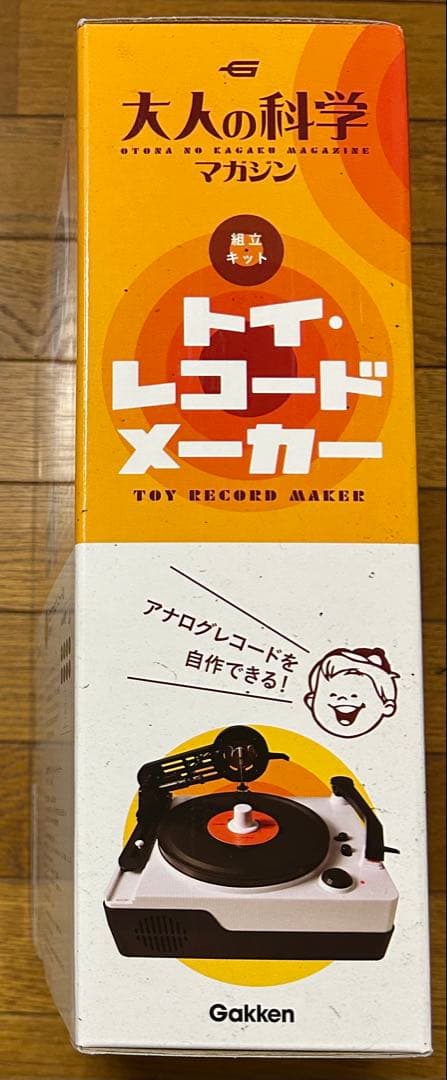 大人の科学
OTONA NO KAGAKU MAGAZINE
マガジン
組立
キット
トイ・
レコード
メーカー
TOY RECORD MAKER
アナログレコードを
自作できる!
Gakken